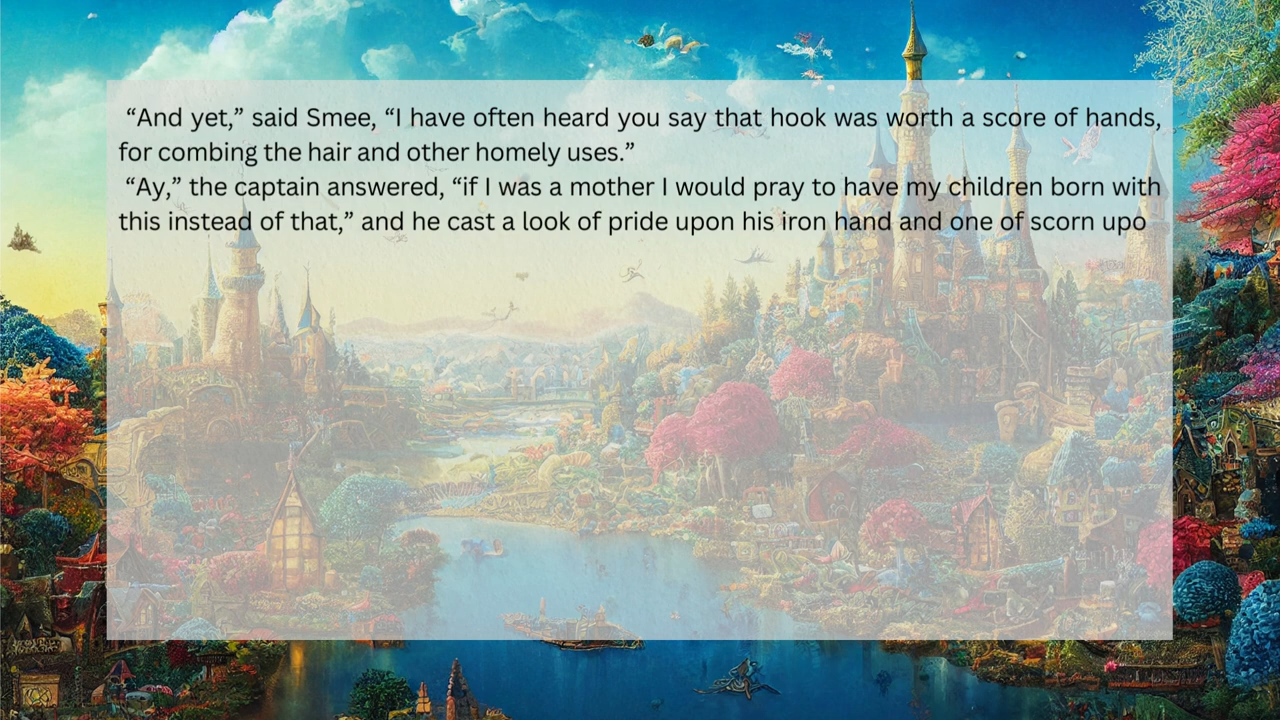 “And yet,” said Smee, “I have often heard you say that hook was worth a score of hands,
for combing the hair and other homely uses.”
“Ay,” the captain answered, “if I was a mother I would pray to have my children born with
this instead of that,” and he cast a look of pride upon his iron hand and one of scorn upo